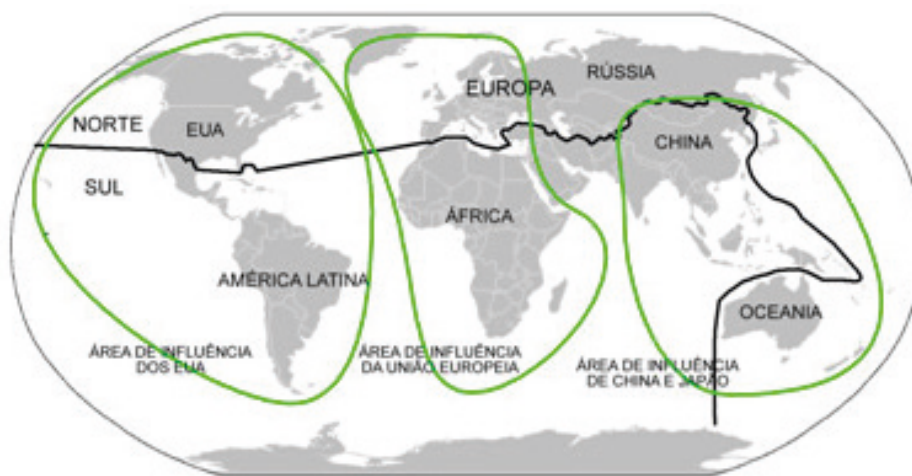 RÚSSIA
EUROPA
NORTE
EUA
CHINA
SUL
ÁFRICA
AMÉRICA LATINA
OCEANIA
ÁREA DE INFLUÊNCIA
DOS EUA
ÁREA DE INFLUÊNCIA
DA UNIÃO EUROPEIA
ÁREA DE INFLUÊNCIA
DE CHINA E JAPÃO